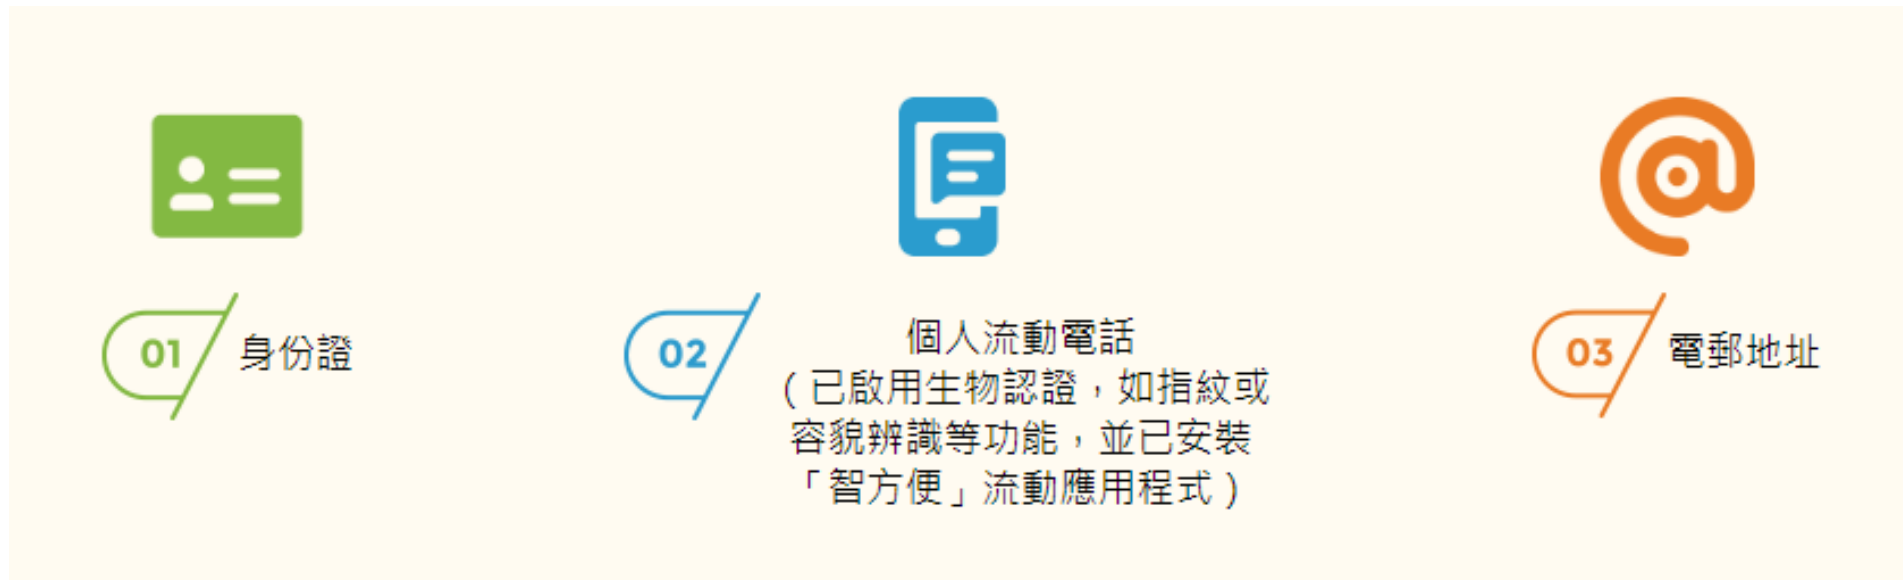 01 身份證
02 個人流動電話
（已啟用生物認證，如指紋或
容貌辨識等功能，並已安裝
「智方便」流動應用程式）
03 電郵地址